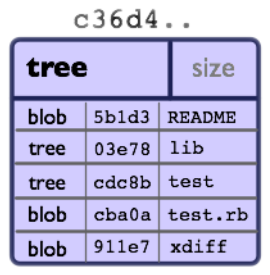 c36d4..
tree size
blob 5b1d3 README
tree 03e78 lib
tree cdc8b test
blob cba0a test.rb
blob 911e7 xdiff